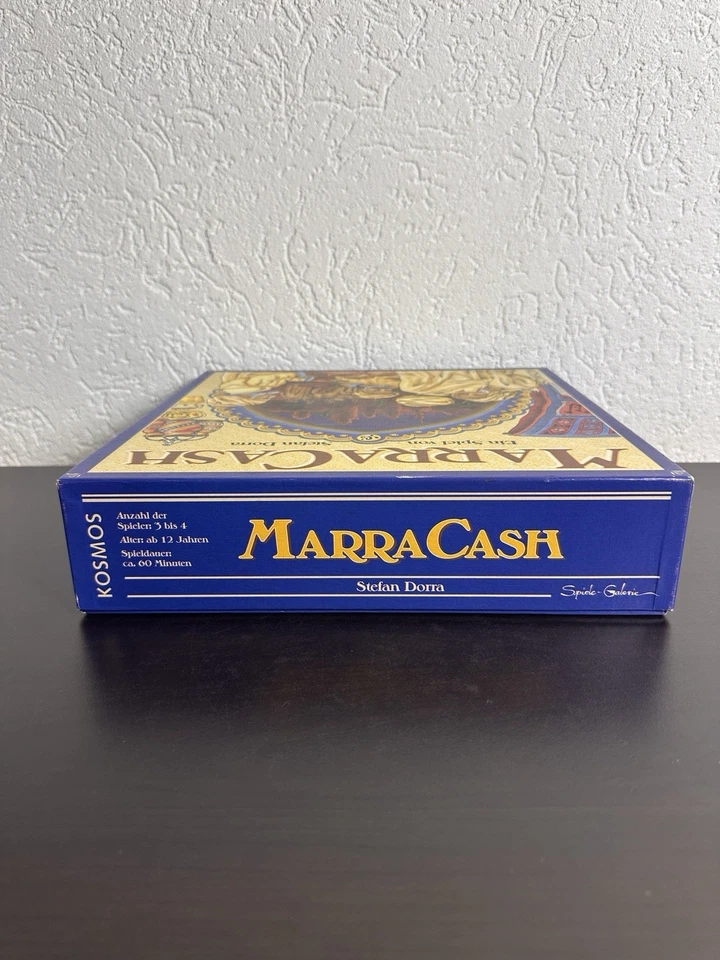 Ein Spiel von
Stefan Dorra
MARRACASH
KOSMOS
Anzahl der
Spieler: 3 bis 4
Alter: ab 12 Jahren
Spieldauer:
ca. 60 Minuten
MARRACASH
Stefan Dorra
Spiele-Galerie